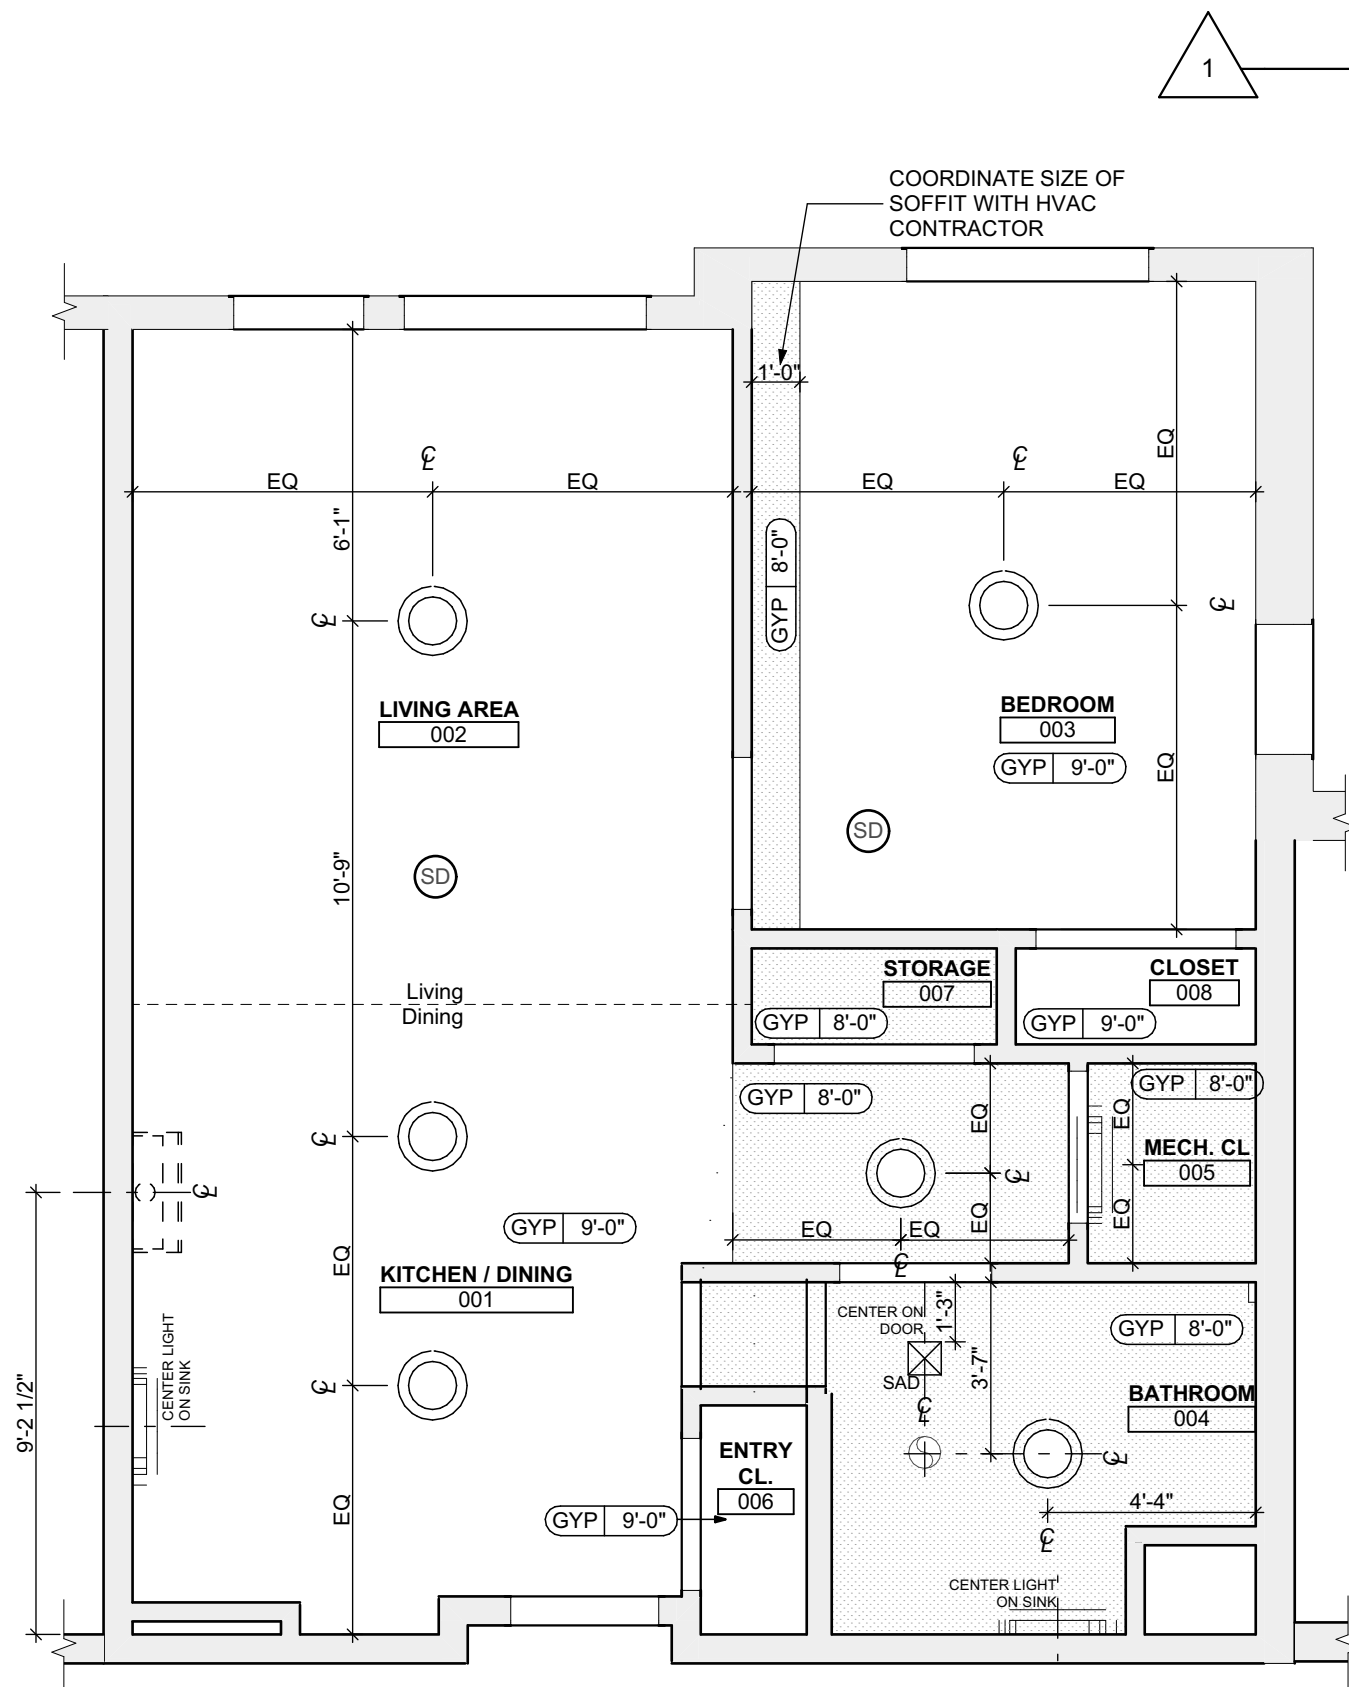 1
COORDINATE SIZE OF
SOFFIT WITH HVAC
CONTRACTOR
1'-0"
EQ
EQ
EQ
EQ
EQ
6'-1"
GYP 8'-0"
LIVING AREA
002
BEDROOM
003
GYP 9'-0"
EQ
SD
SD
10'-9"
Living
Dining
STORAGE
007
GYP 8'-0"
CLOSET
008
GYP 9'-0"
GYP 8'-0"
EQ
EQ
GYP 8'-0"
MECH. CL
005
EQ
EQ
EQ
EQ
GYP 9'-0"
EQ
KITCHEN / DINING
001
CENTER LIGHT
ON SINK
9'-2 1/2"
EQ
CENTER ON
DOOR
1'-3"
3'-7"
SAD
GYP 8'-0"
BATHROOM
004
4'-4"
ENTRY
CL.
006
GYP 9'-0"
CENTER LIGHT
ON SINK